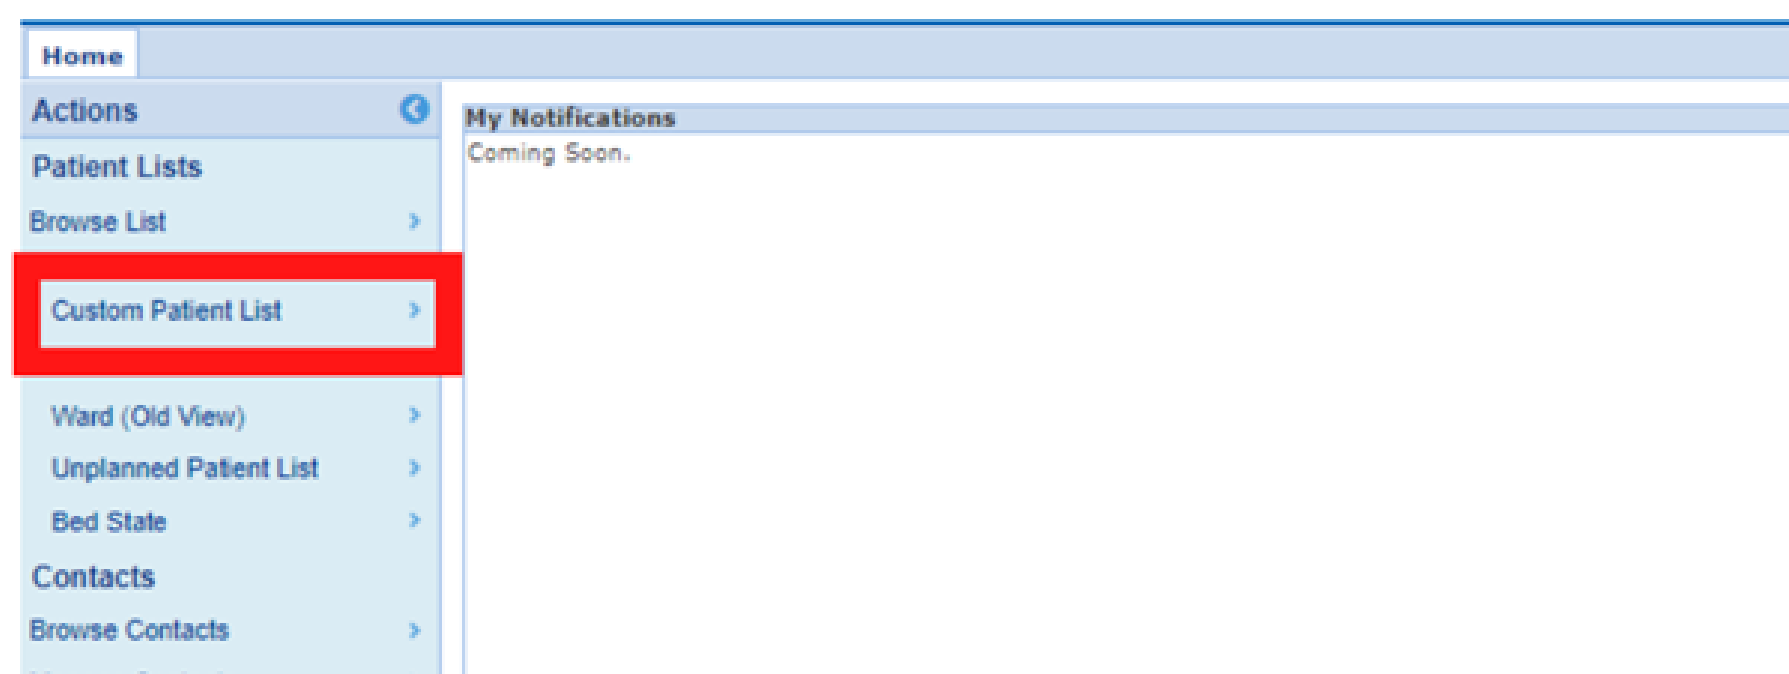 Home
Actions
Patient Lists
Browse List
Custom Patient List
Ward (Old View)
Unplanned Patient List
Bed State
Contacts
Browse Contacts
My Notifications
Coming Soon.